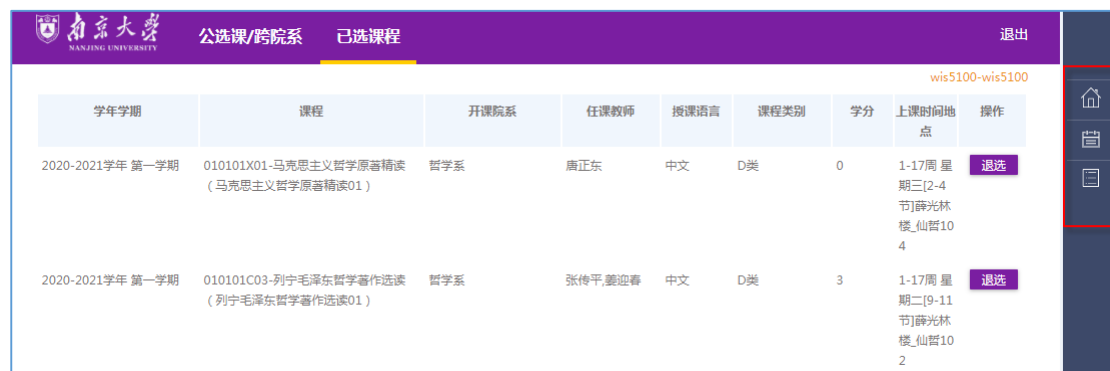 南京大学 公选课/跨院系 已选课程 退出
NANJING UNIVERSITY
wis5100-wis5100
学年学期 课程 开课院系 任课教师 授课语言 课程类别 学分 上课时间地 操作
点
2020-2021学年 第一学期 010101X01-马克思主义哲学原著精读 哲学系 唐正东 中文 D类 0 1-17周 星 退选
（马克思主义哲学原著精读01） 期三[2-4
节]薛光林
楼_仙哲10
4
2020-2021学年 第一学期 010101C03-列宁毛泽东哲学著作选读 哲学系 张传平,姜迎春 中文 D类 3 1-17周 星 退选
（列宁毛泽东哲学著作选读01） 期二[9-11
节]薛光林
楼_仙哲10
2